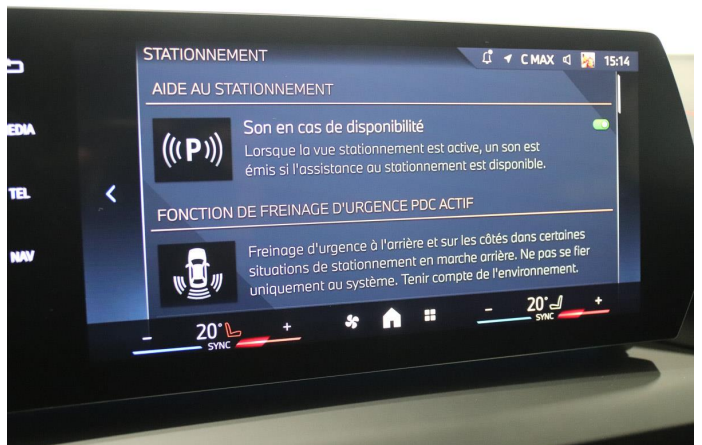 STATIONNEMENT
C MAX 15:14
AIDE AU STATIONNEMENT
((( P )))
Son en cas de disponibilité
Lorsque la vue stationnement est active, un son est
émis si l'assistance au stationnement est disponible.
MEDIA
TEL
NAV
FONCTION DE FREINAGE D'URGENCE PDC ACTIF
Freinage d'urgence à l'arrière et sur les côtés dans certaines
situations de stationnement en marche arrière. Ne pas se fier
uniquement au système. Tenir compte de l'environnement.
- 20° +
SYNC
- 20° +
SYNC